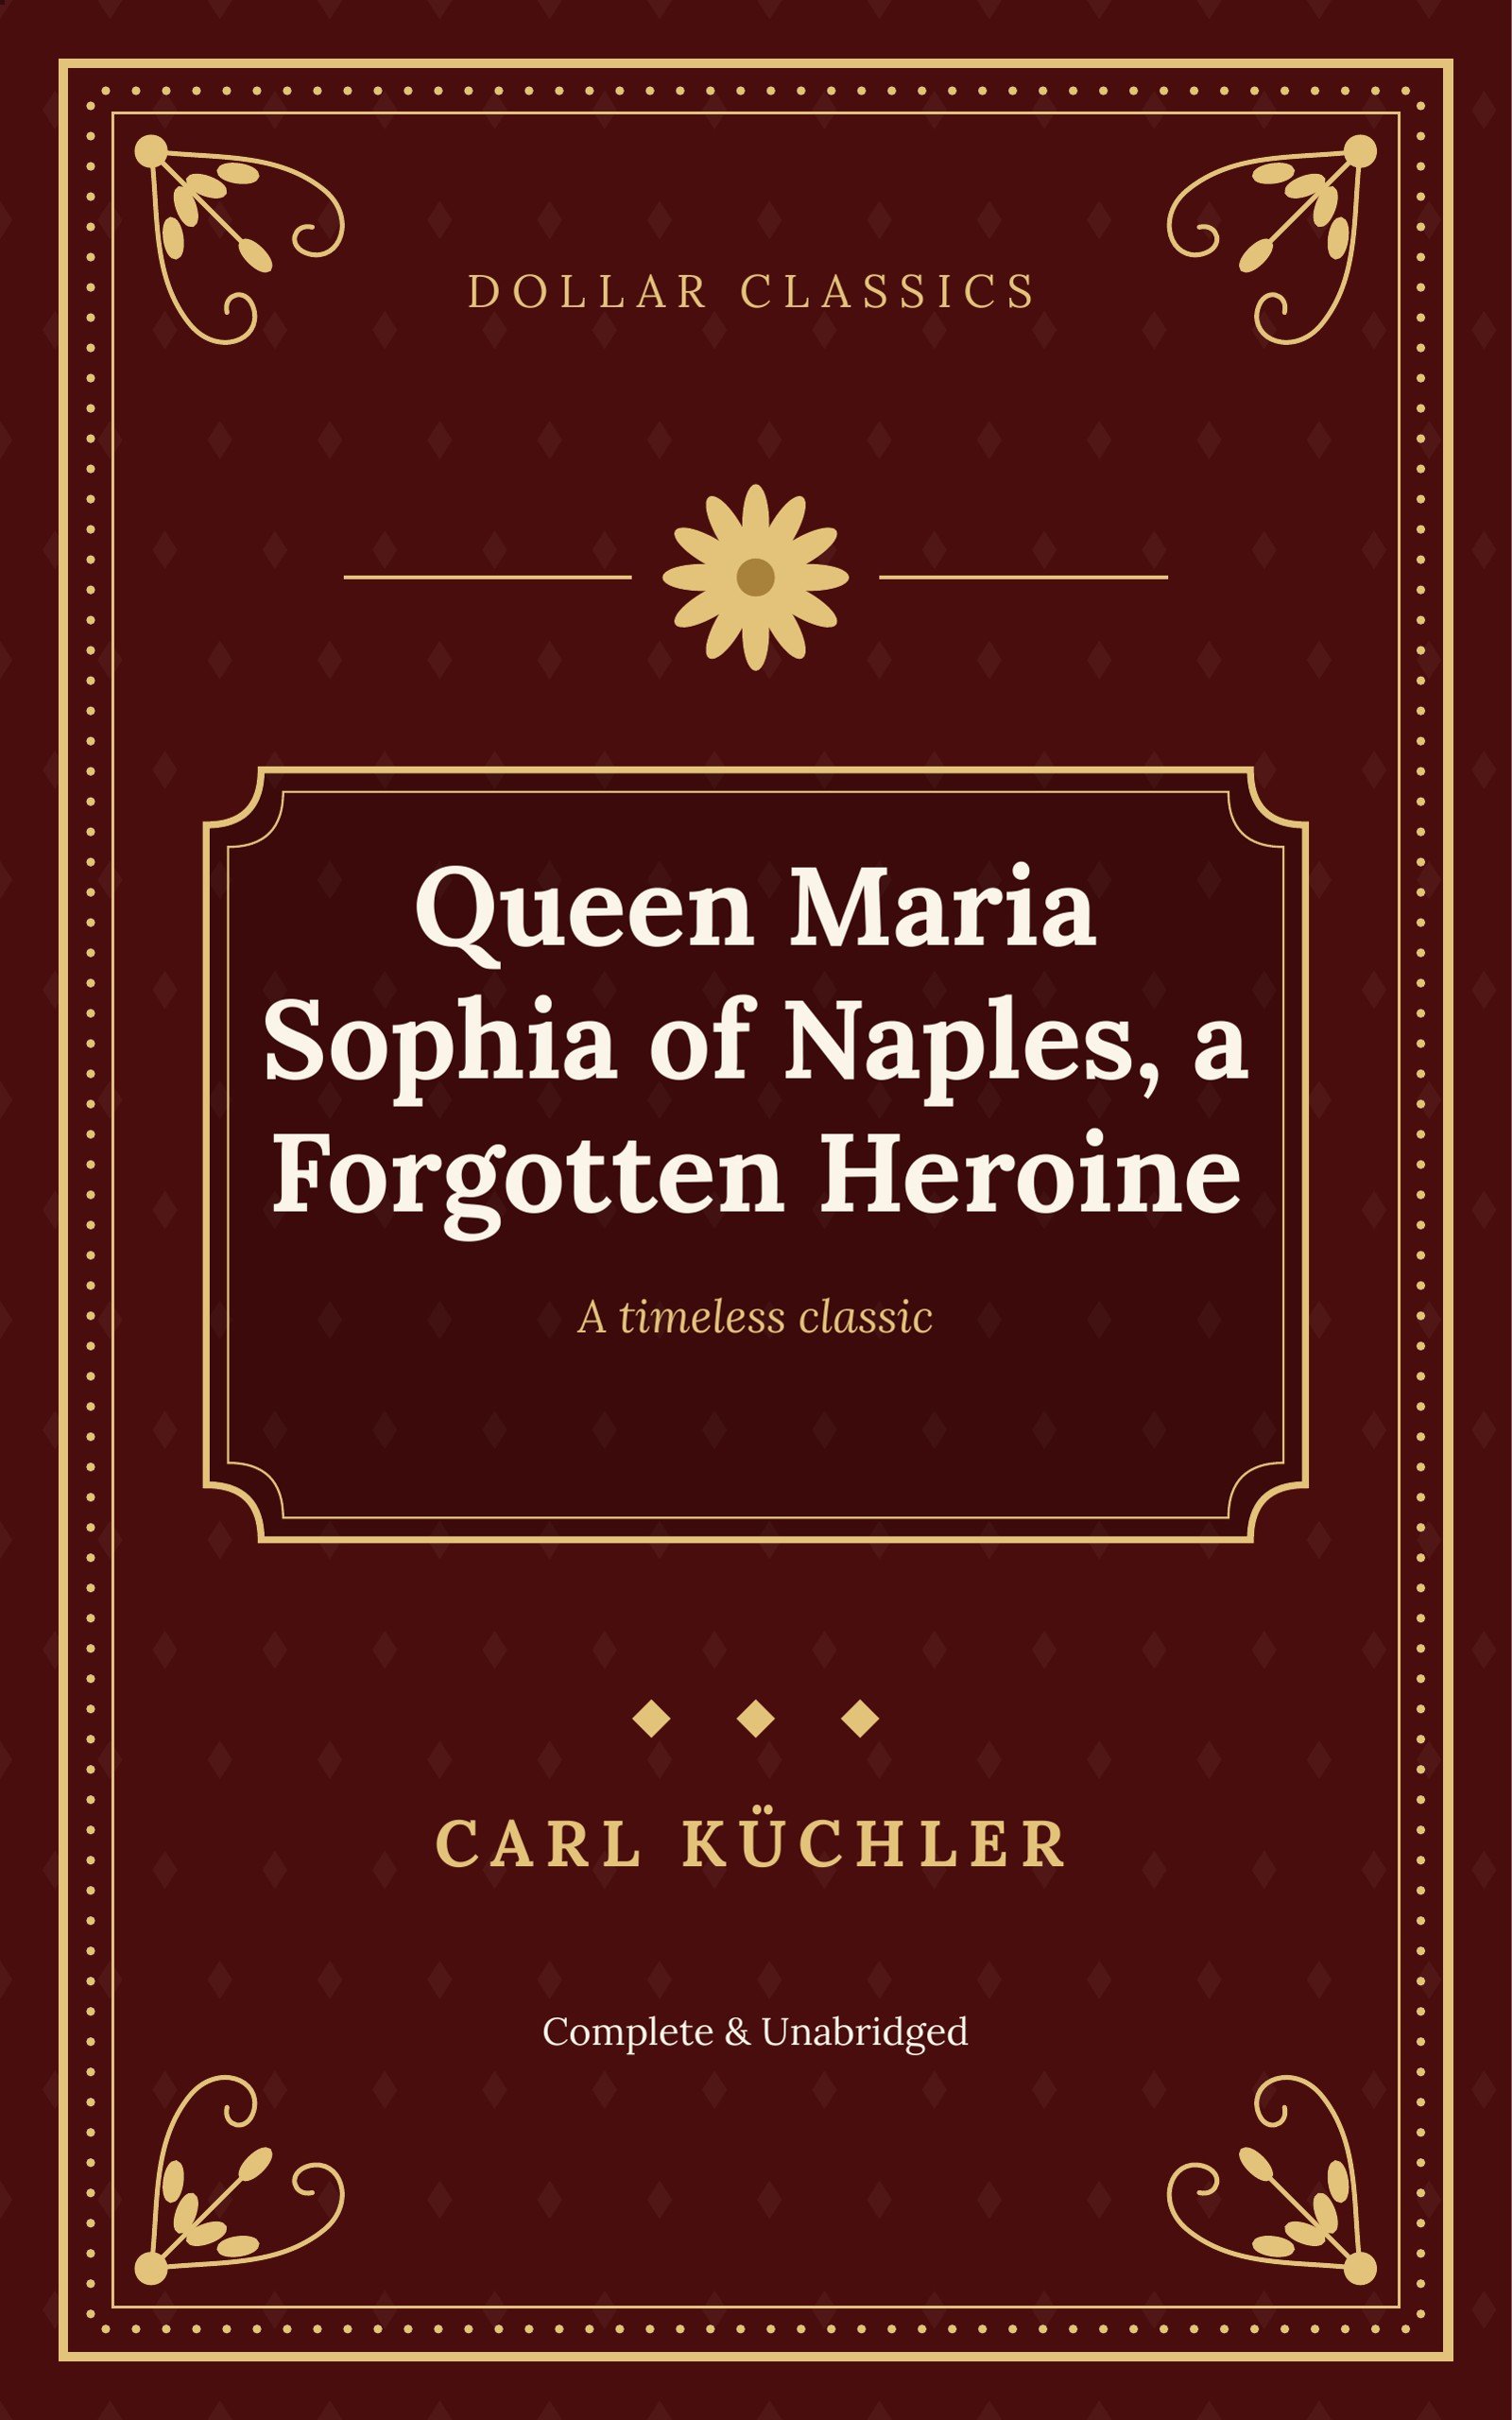 DOLLAR CLASSICS
Queen Maria
Sophia of Naples, a
Forgotten Heroine
A timeless classic
CARL KÜCHLER
Complete & Unabridged